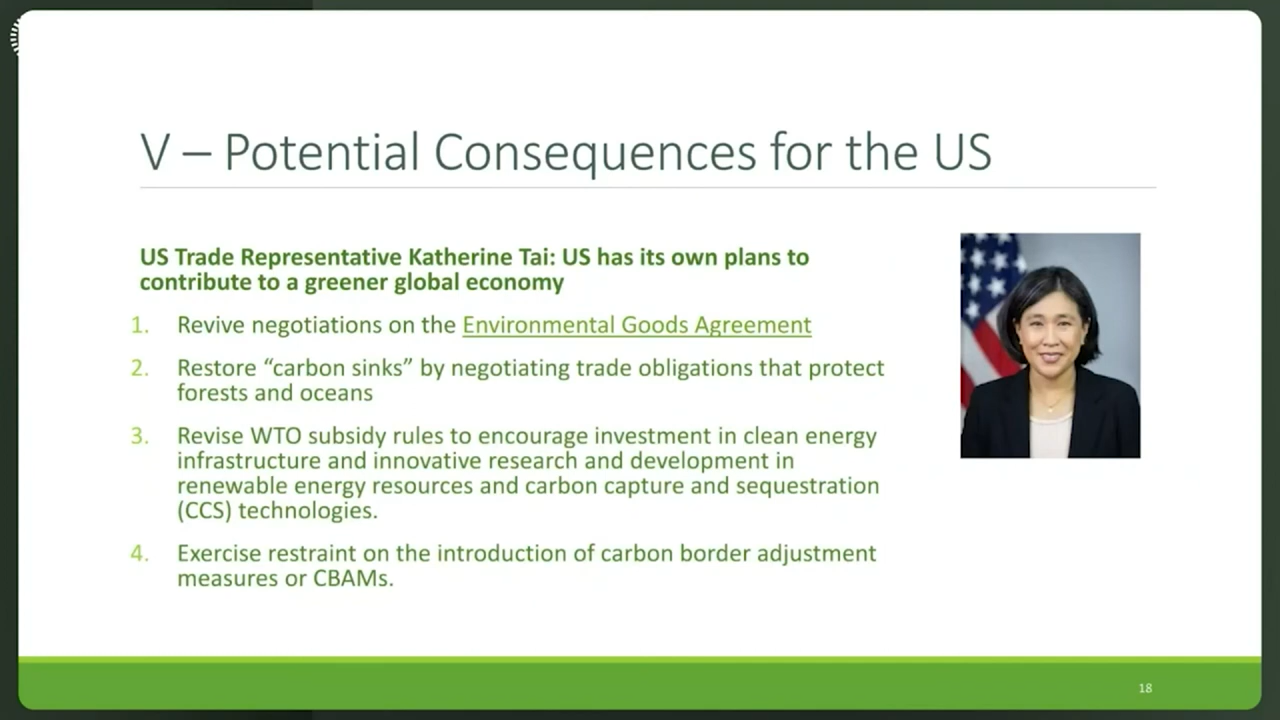 V – Potential Consequences for the US
US Trade Representative Katherine Tai: US has its own plans to
contribute to a greener global economy
1. Revive negotiations on the Environmental Goods Agreement
2. Restore “carbon sinks” by negotiating trade obligations that protect
forests and oceans
3. Revise WTO subsidy rules to encourage investment in clean energy
infrastructure and innovative research and development in
renewable energy resources and carbon capture and sequestration
(CCS) technologies.
4. Exercise restraint on the introduction of carbon border adjustment
measures or CBAMs.
18